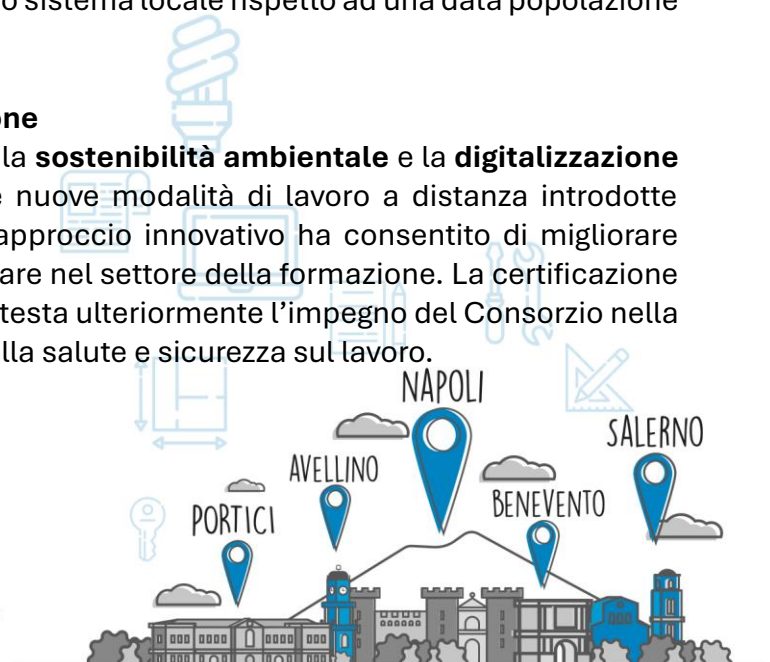 o sistema locale rispetto ad una data popolazione
one
la sostenibilità ambientale e la digitalizzazione
e nuove modalità di lavoro a distanza introdotte
approccio innovativo ha consentito di migliorare
are nel settore della formazione. La certificazione
testa ulteriormente l’impegno del Consorzio nella
lla salute e sicurezza sul lavoro.
NAPOLI
SALERNO
AVELLINO
BENEVENTO
PORTICI